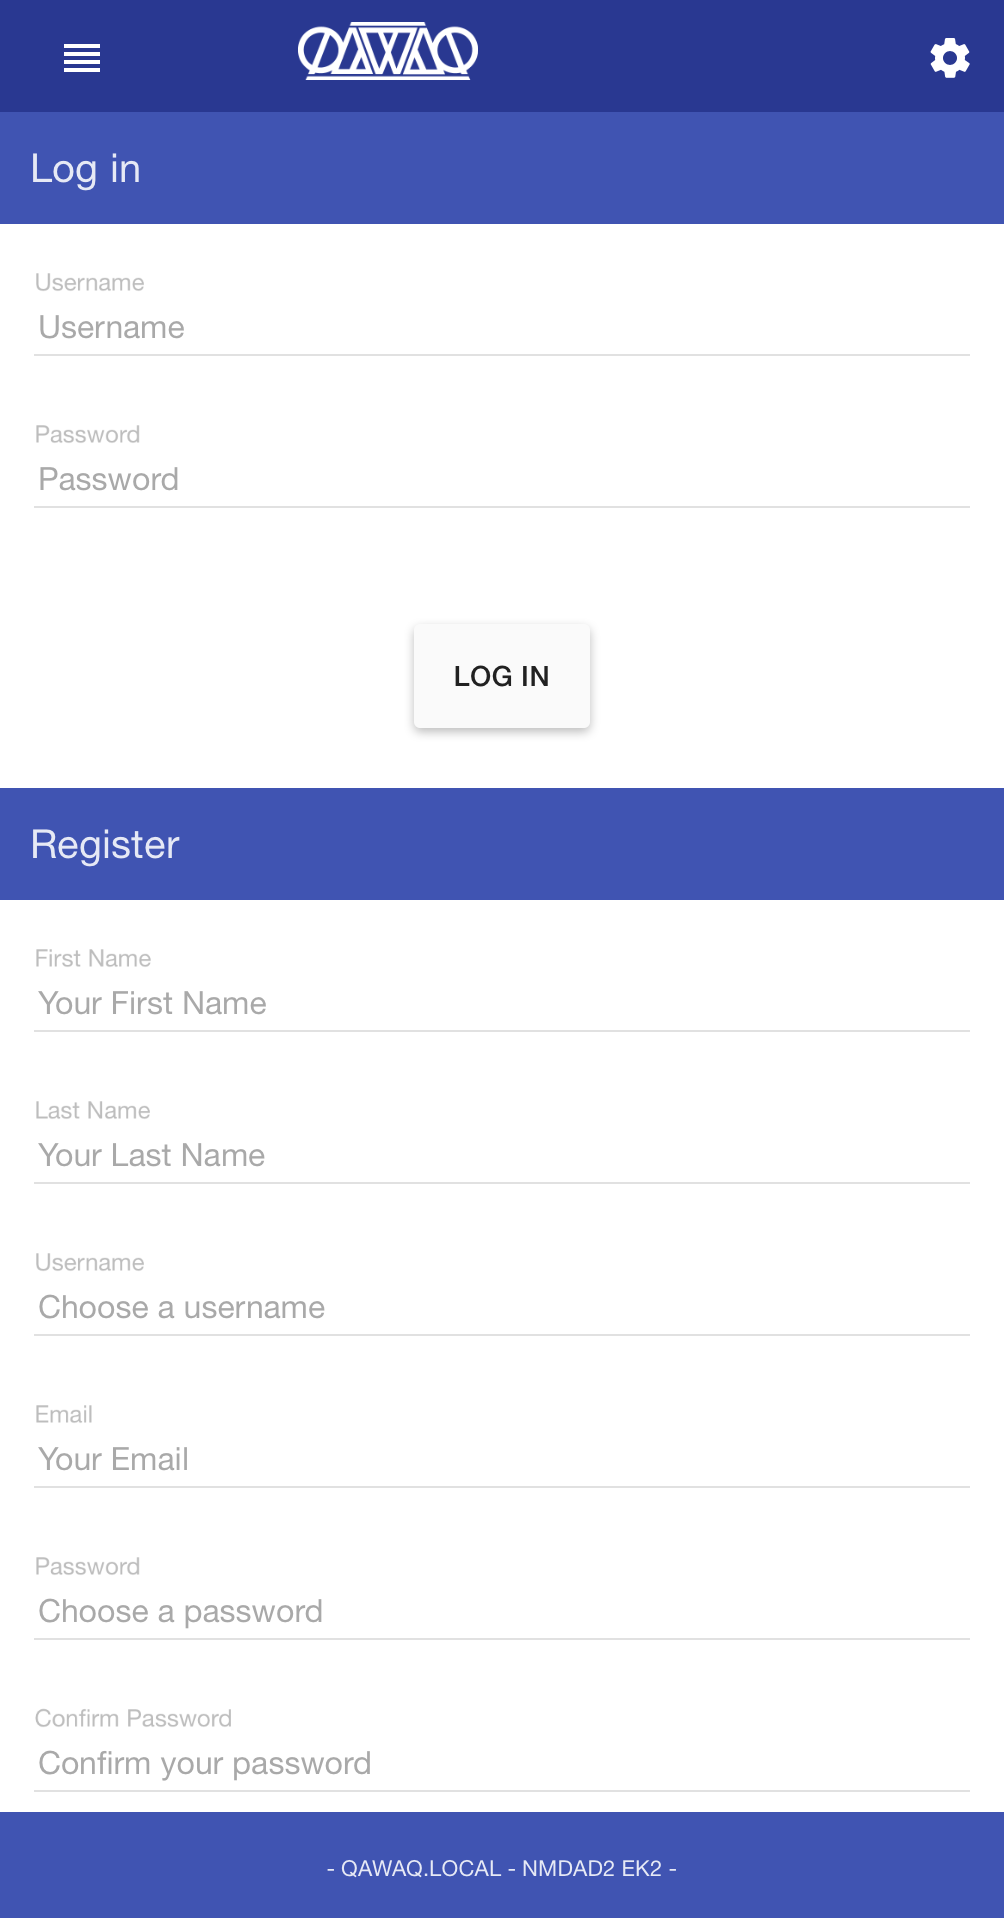 QAWAQ
Log in
Username
Username
Password
Password
LOG IN
Register
First Name
Your First Name
Last Name
Your Last Name
Username
Choose a username
Email
Your Email
Password
Choose a password
Confirm Password
Confirm your password
- QAWAQ.LOCAL - NMDAD2 EK2 -